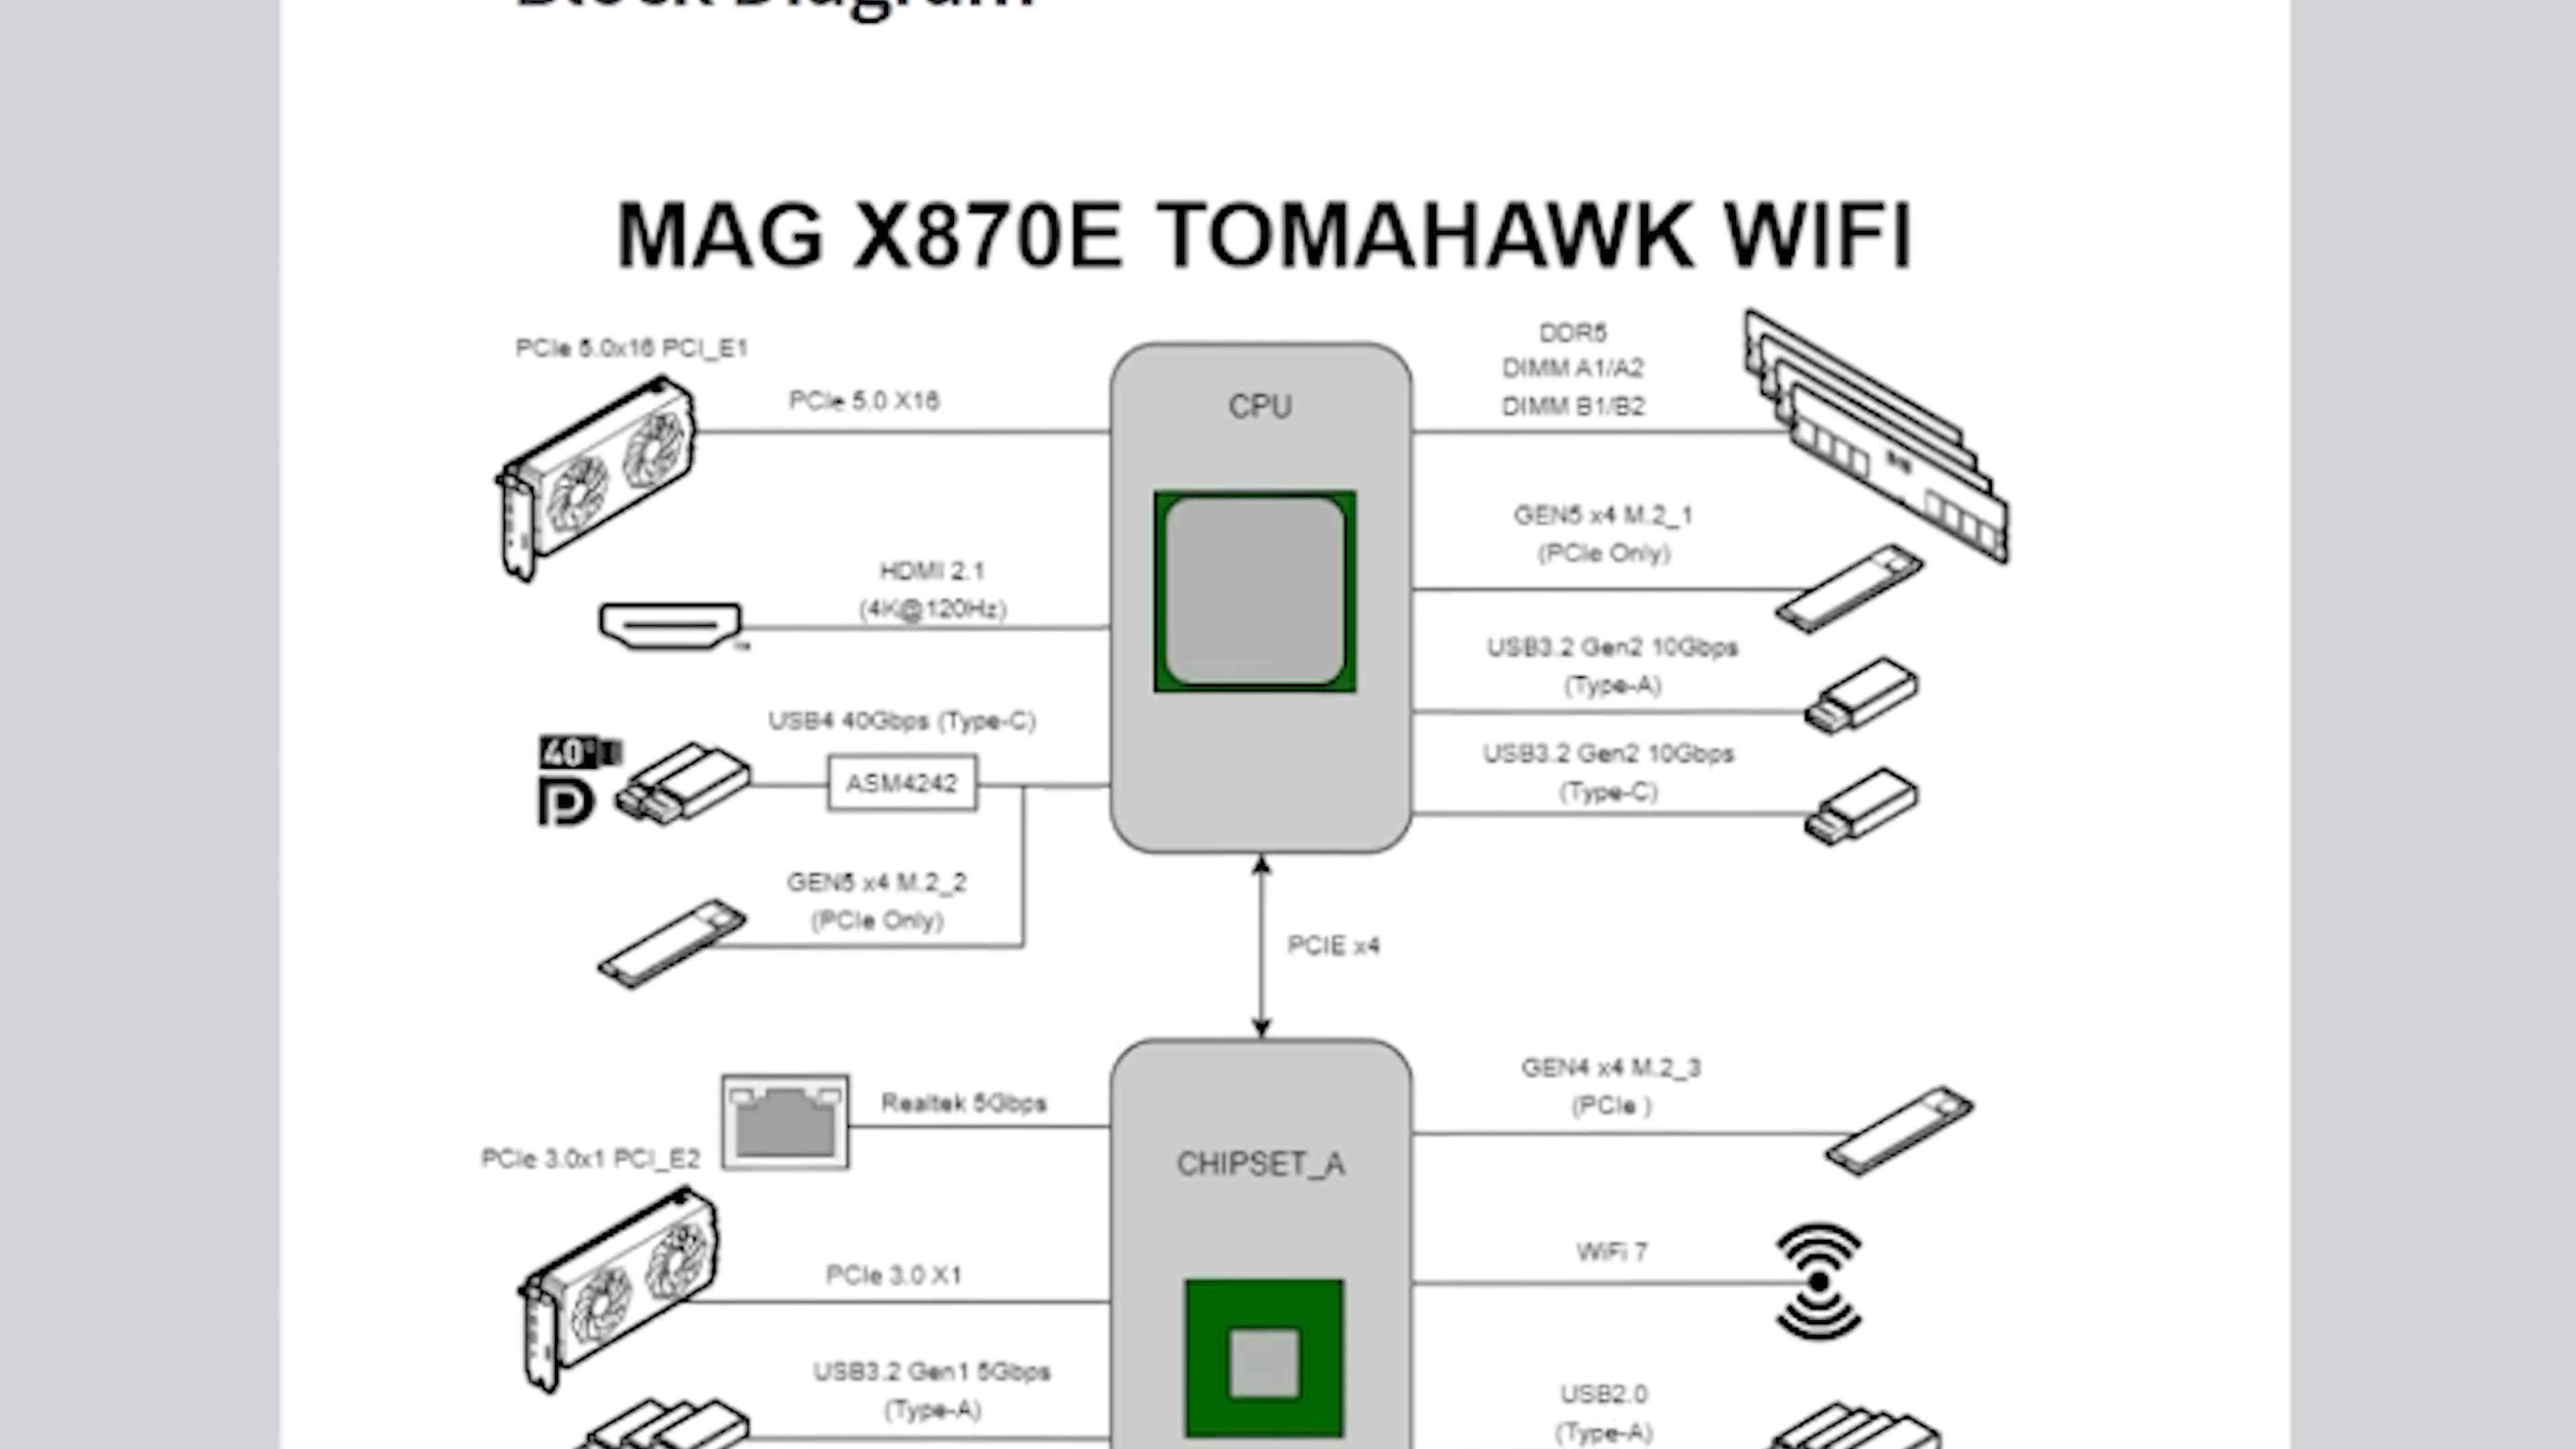 Block Diagram
MAG X870E TOMAHAWK WIFI
PCIe 5.0x16 PCI_E1
PCIe 5.0 X16
CPU
DDR5
DIMM A1/A2
DIMM B1/B2
GEN5 x4 M.2_1
(PCIe Only)
HDMI 2.1
(4K@120Hz)
USB3.2 Gen2 10Gbps
(Type-A)
USB4 40Gbps (Type-C)
40
ASM4242
USB3.2 Gen2 10Gbps
(Type-C)
GEN5 x4 M.2_2
(PCIe Only)
PCIE x4
Realtek 5Gbps
GEN4 x4 M.2_3
(PCIe )
PCIe 3.0x1 PCI_E2
CHIPSET_A
PCIe 3.0 X1
WiFi 7
USB3.2 Gen1 5Gbps
(Type-A)
USB2.0
(Type-A)